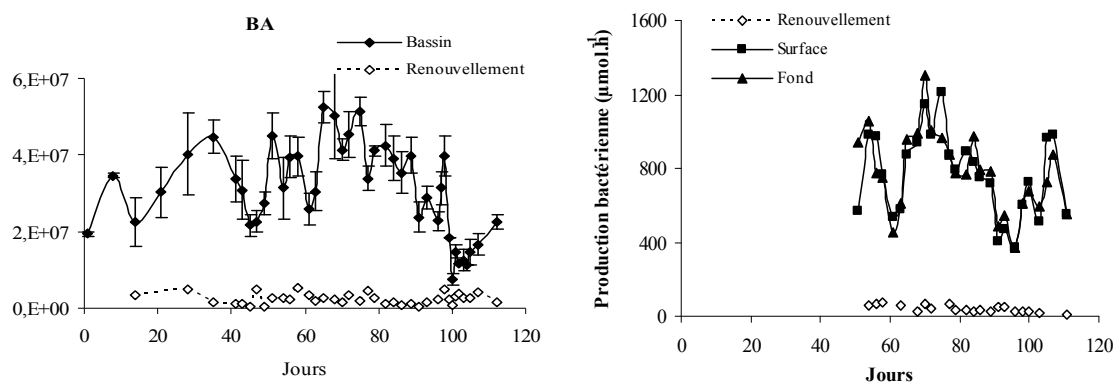 BA
Bassin
Renouvellement
6,E+07
4,E+07
2,E+07
0,E+00
0 20 40 60 80 100 120
Jours
Renouvellement
Surface
Fond
Production bactérienne (µmol.h-1)
1600
1200
800
400
0
0 20 40 60 80 100 120
Jours